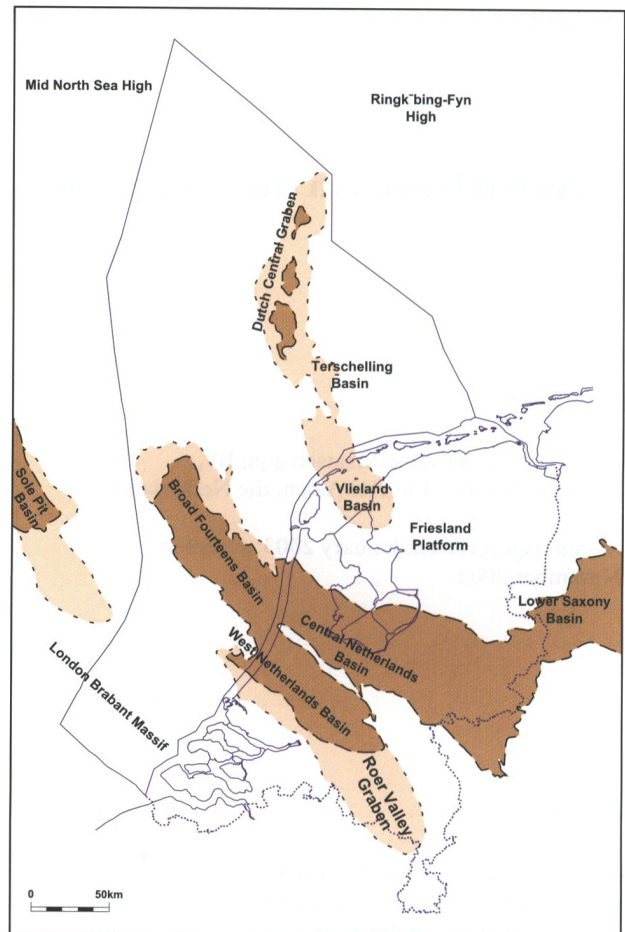 Mid North Sea High
Ringk¯bing-Fyn
High
Dutch Central Graben
Terschelling
Basin
Sole Pit
Basin
Broad Fourteens Basin
Vlieland
Basin
Friesland
Platform
Lower Saxony
Basin
Central Netherlands
Basin
West Netherlands Basin
London Brabant Massif
Roer Valley
Graben
0 50km